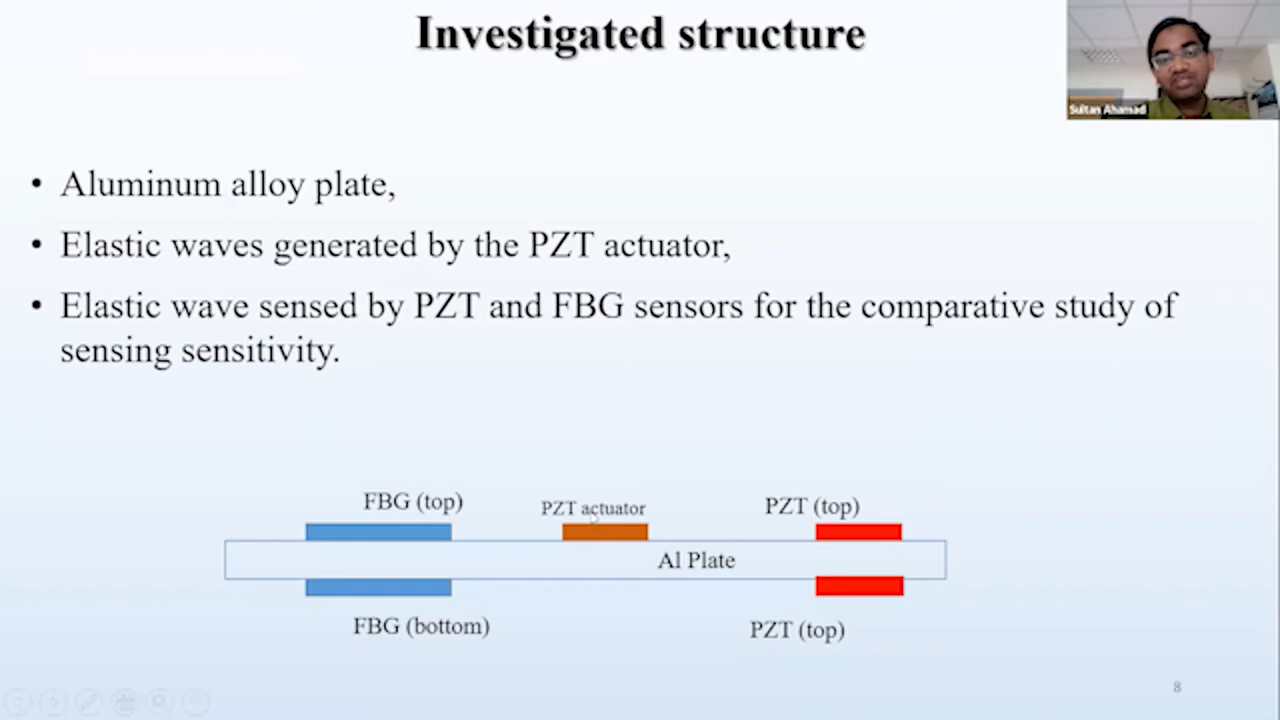 Investigated structure
Sultan Ahamad
• Aluminum alloy plate,
• Elastic waves generated by the PZT actuator,
• Elastic wave sensed by PZT and FBG sensors for the comparative study of
sensing sensitivity.
FBG (top)
PZT actuator
PZT (top)
Al Plate
FBG (bottom)
PZT (top)
8